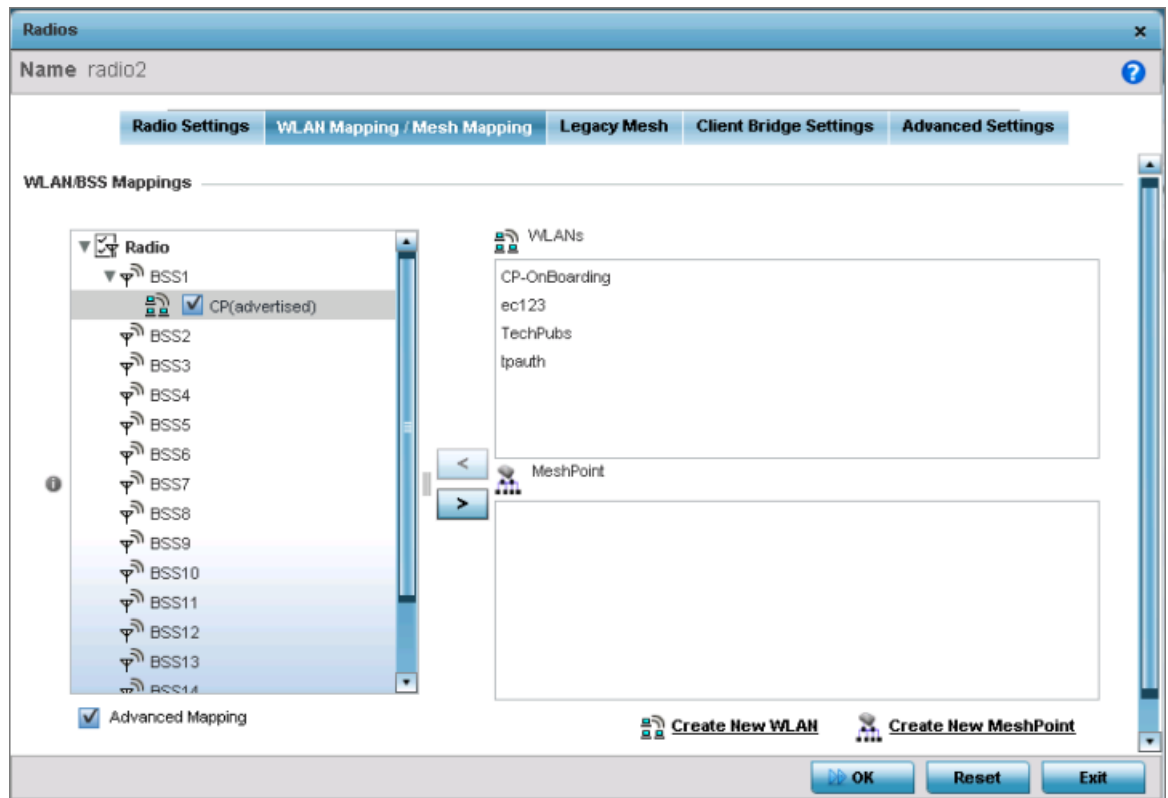 Radios
Name radio2
Radio Settings
WLAN Mapping / Mesh Mapping
Legacy Mesh
Client Bridge Settings
Advanced Settings
WLAN/BSS Mappings
Radio
BSS1
CP(advertised)
BSS2
BSS3
BSS4
BSS5
BSS6
BSS7
BSS8
BSS9
BSS10
BSS11
BSS12
BSS13
BSS14
Advanced Mapping
<
>
WLANs
CP-OnBoarding
ec123
TechPubs
tpauth
MeshPoint
Create New WLAN
Create New MeshPoint
OK
Reset
Exit